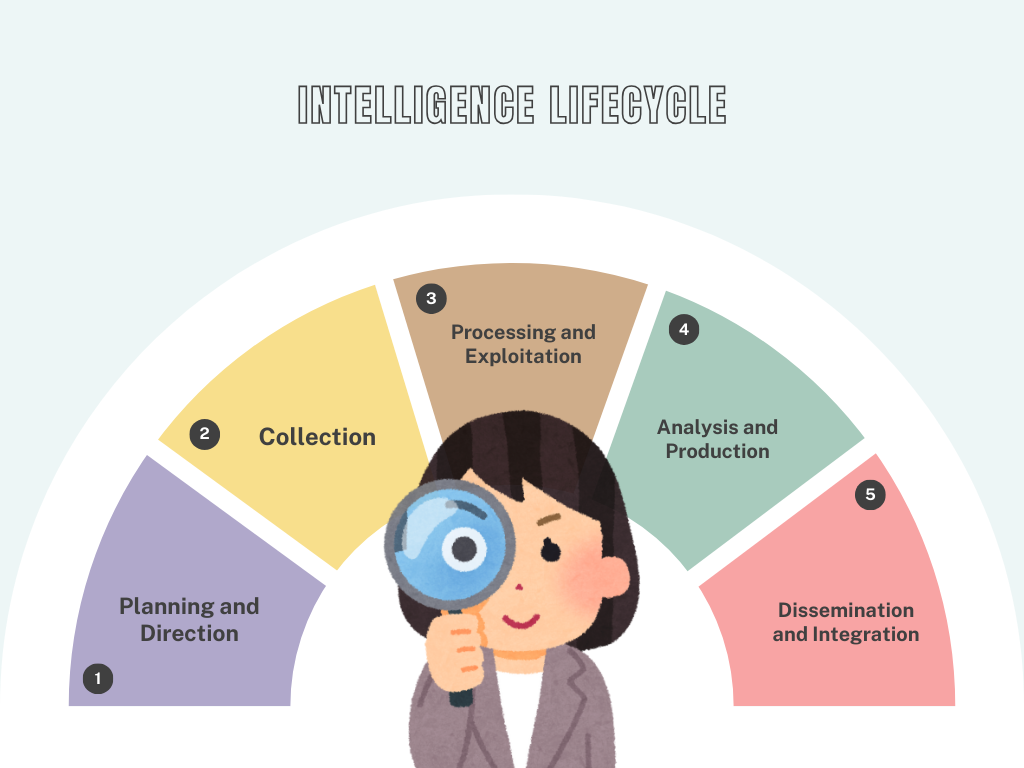 INTELLIGENCE LIFECYCLE
1
Planning and
Direction
2
Collection
3
Processing and
Exploitation
4
Analysis and
Production
5
Dissemination
and Integration